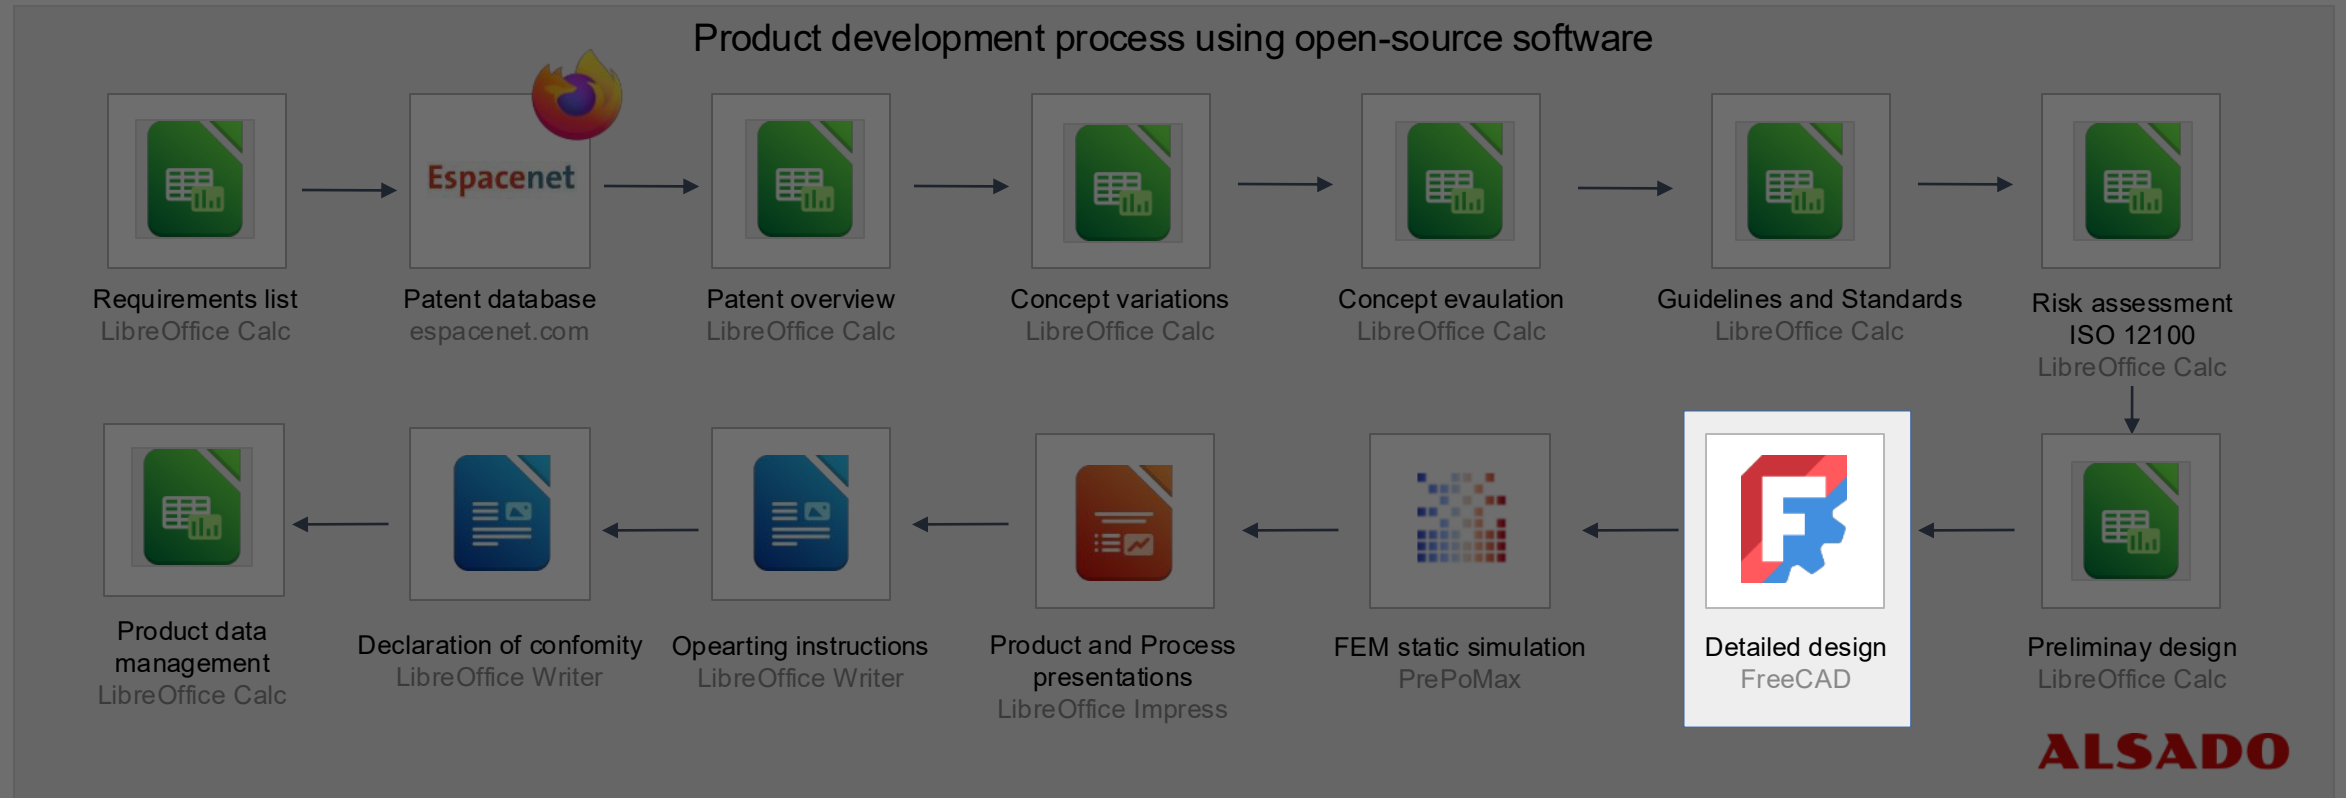 Product development process using open-source software
Espacenet
Requirements list
LibreOffice Calc
Patent database
espacenet.com
Patent overview
LibreOffice Calc
Concept variations
LibreOffice Calc
Concept evaulation
LibreOffice Calc
Guidelines and Standards
LibreOffice Calc
Risk assessment
ISO 12100
LibreOffice Calc
Product data
management
LibreOffice Calc
Declaration of confomity
LibreOffice Writer
Opearting instructions
LibreOffice Writer
Product and Process
presentations
LibreOffice Impress
FEM static simulation
PrePoMax
F
Detailed design
FreeCAD
Preliminay design
LibreOffice Calc
ALSADO